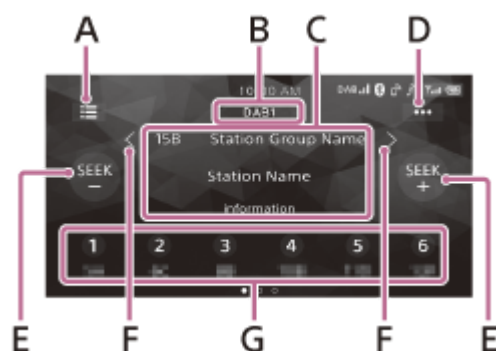 A B C D
10:00 AM DAB
DAB1
15B Station Group Name
SEEK
−
Station Name
SEEK
+
information
1 2 3 4 5 6
E F G F E